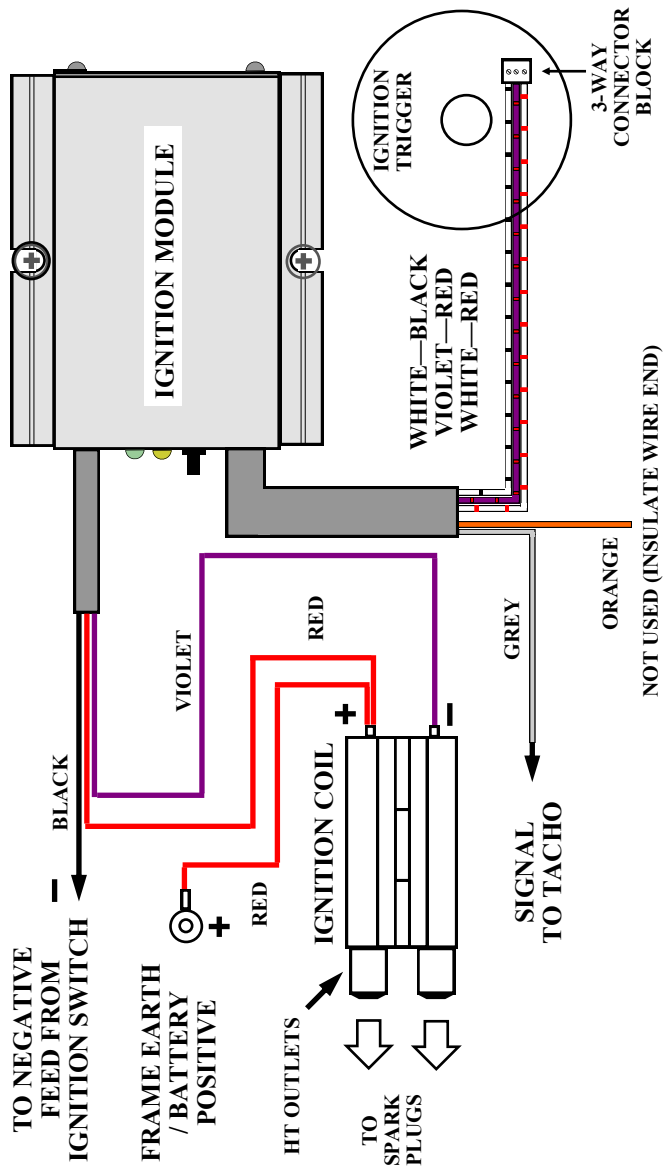 IGNITION MODULE
IGNITION
TRIGGER
3-WAY
CONNECTOR
BLOCK
WHITE—BLACK
VIOLET—RED
WHITE—RED
NOT USED (INSULATE WIRE END)
ORANGE
GREY
VIOLET
RED
BLACK
–
+
–
IGNITION COIL
SIGNAL
TO TACHO
RED
+
TO NEGATIVE
FEED FROM
IGNITION SWITCH
FRAME EARTH
/ BATTERY
POSITIVE
HT OUTLETS
TO
SPARK
PLUGS